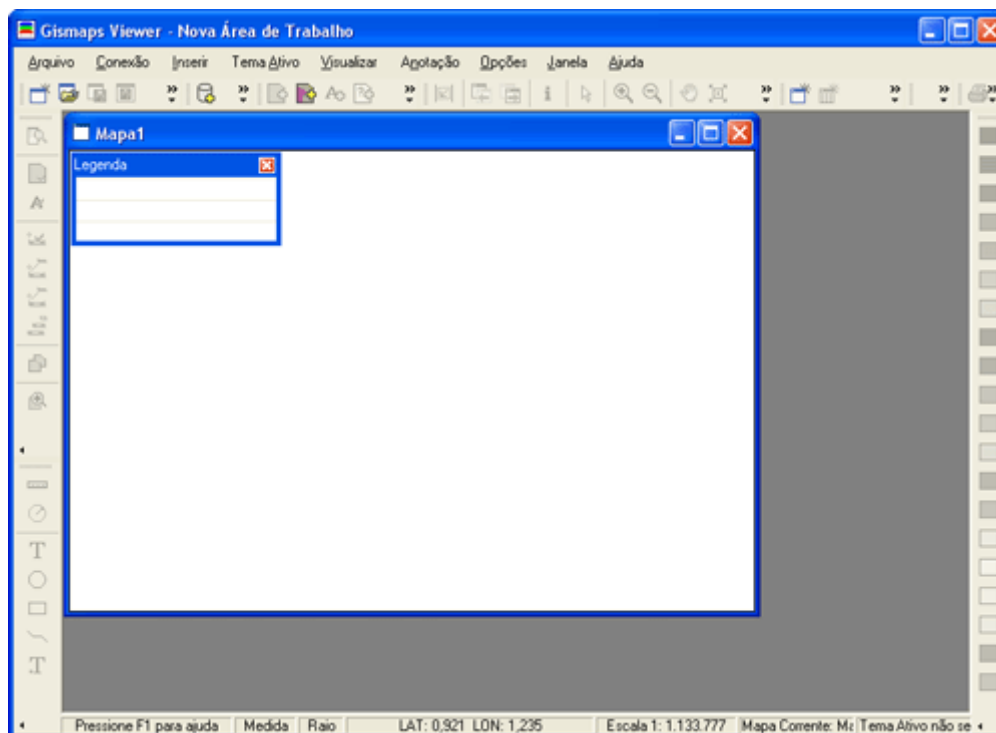 Gismaps Viewer - Nova Área de Trabalho
Arquivo Conexão Inserir Tema Ativo Visualizar Anotação Opções Janela Ajuda
Mapa1
Legenda
Pressione F1 para ajuda Medida Raio LAT: 0,921 LON: 1,235 Escala 1: 1.133.777 Mapa Corrente: Ma Tema Ativo não se